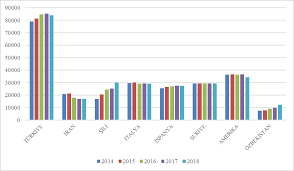 90000
80000
70000
60000
50000
40000
30000
20000
10000
0
TÜRKİYE
İRAN
ŞİLİ
İTALYA
İSPANYA
SURİYE
AMERİKA
ÖZBEKİSTAN
2014 2015 2016 2017 2018